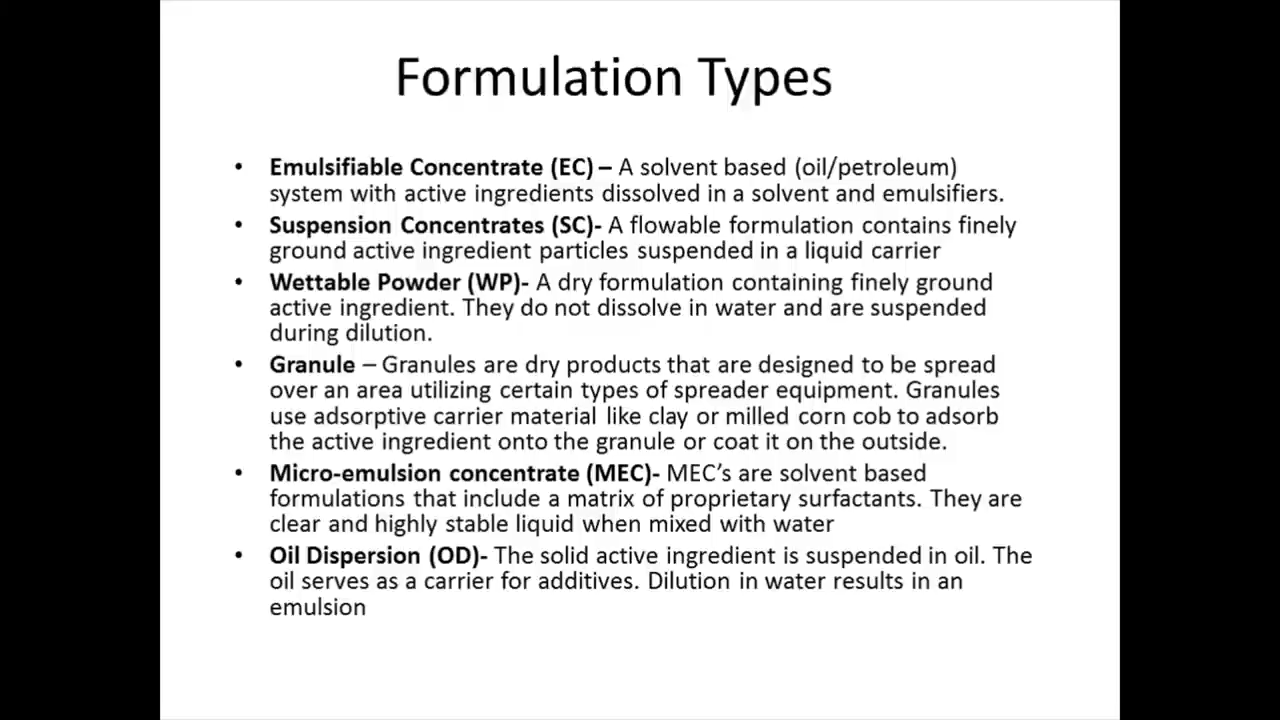 Formulation Types
• Emulsifiable Concentrate (EC) – A solvent based (oil/petroleum)
system with active ingredients dissolved in a solvent and emulsifiers.
• Suspension Concentrates (SC)- A flowable formulation contains finely
ground active ingredient particles suspended in a liquid carrier
• Wettable Powder (WP)- A dry formulation containing finely ground
active ingredient. They do not dissolve in water and are suspended
during dilution.
• Granule – Granules are dry products that are designed to be spread
over an area utilizing certain types of spreader equipment. Granules
use adsorptive carrier material like clay or milled corn cob to adsorb
the active ingredient onto the granule or coat it on the outside.
• Micro-emulsion concentrate (MEC)- MEC’s are solvent based
formulations that include a matrix of proprietary surfactants. They are
clear and highly stable liquid when mixed with water
• Oil Dispersion (OD)- The solid active ingredient is suspended in oil. The
oil serves as a carrier for additives. Dilution in water results in an
emulsion